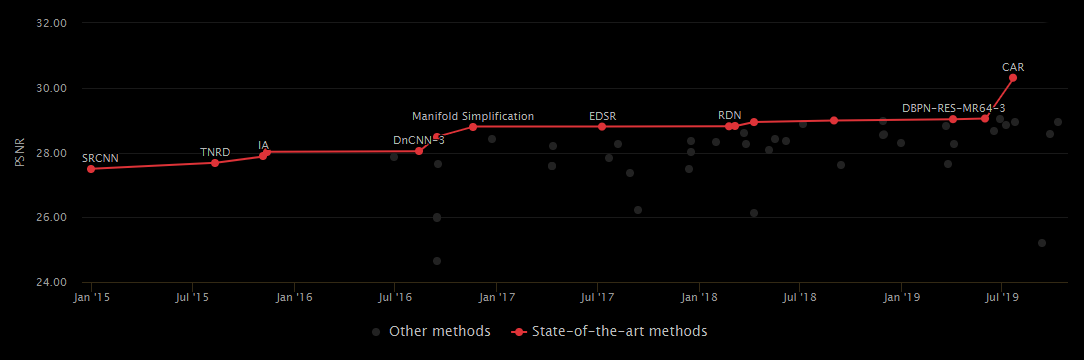 32.00
30.00
28.00
26.00
24.00
PSNR
SRCNN
TNRD
IA
DnCNN-3
Manifold Simplification
EDSR
RDN
DBPN-RES-MR64-3
CAR
Jan '15
Jul '15
Jan '16
Jul '16
Jan '17
Jul '17
Jan '18
Jul '18
Jan '19
Jul '19
Other methods
State-of-the-art methods